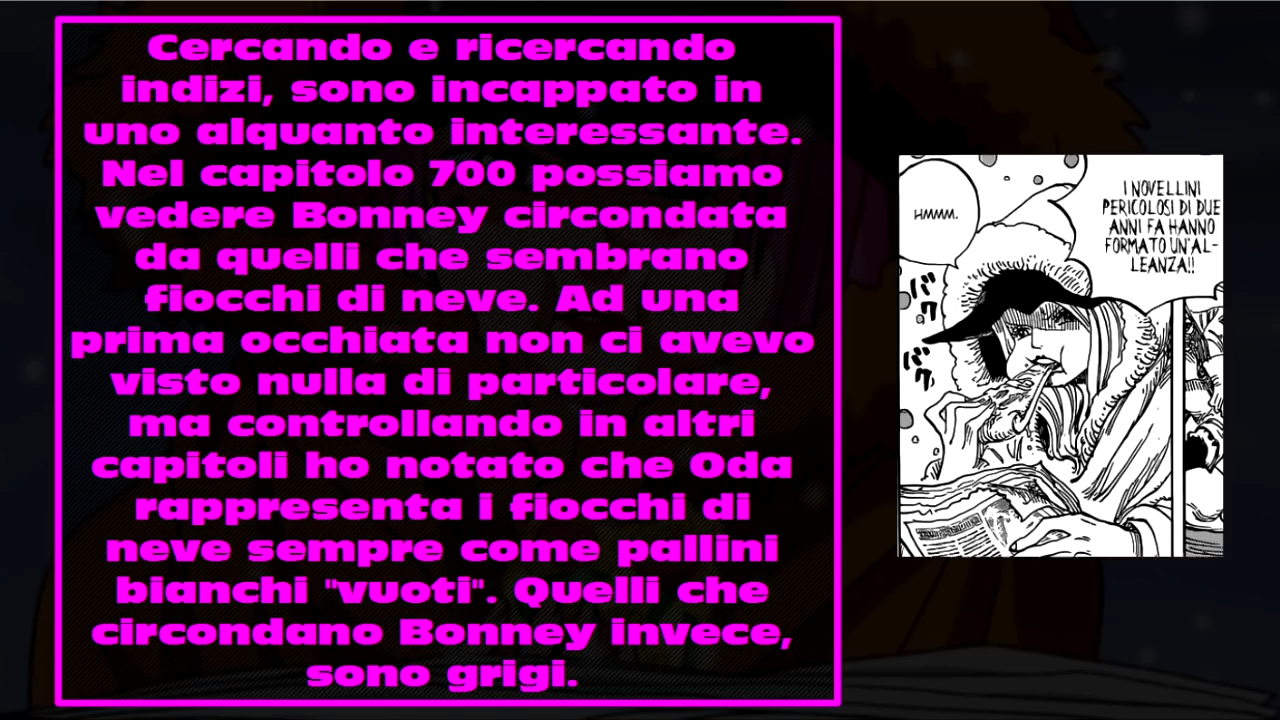 Cercando e ricercando
indizi, sono incappato in
uno alquanto interessante.
Nel capitolo 700 possiamo
vedere Bonney circondata
da quelli che sembrano
fiocchi di neve. Ad una
prima occhiata non ci avevo
visto nulla di particolare,
ma controllando in altri
capitoli ho notato che Oda
rappresenta i fiocchi di
neve sempre come pallini
bianchi "vuoti". Quelli che
circondano Bonney invece,
sono grigi.
HMMM.
I NOVELLINI
PERICOLOSI DI DUE
ANNI FA HANNO
FORMATO UN'AL-
LEANZA!!